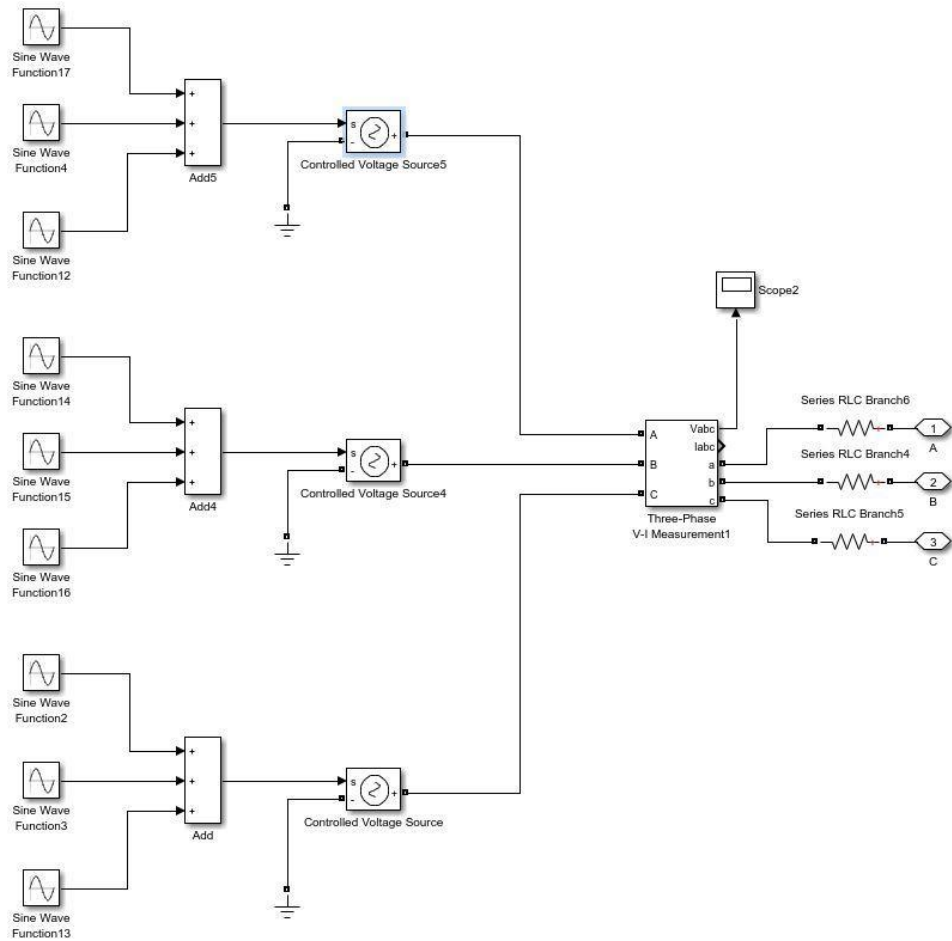 Sine Wave
Function17
+
Sine Wave
Function4
+
+
Add5
s
-
+
Controlled Voltage Source5
Sine Wave
Function12
Scope2
Sine Wave
Function14
+
Sine Wave
Function15
+
+
Add4
s
-
+
Controlled Voltage Source4
Sine Wave
Function16
A
B
C
Vabc
Iabc
a
b
c
Three-Phase
V-I Measurement1
Series RLC Branch6
+
1
A
Series RLC Branch4
+
2
B
Series RLC Branch5
+
3
C
Sine Wave
Function2
+
Sine Wave
Function3
+
+
Add
s
-
+
Controlled Voltage Source
Sine Wave
Function13